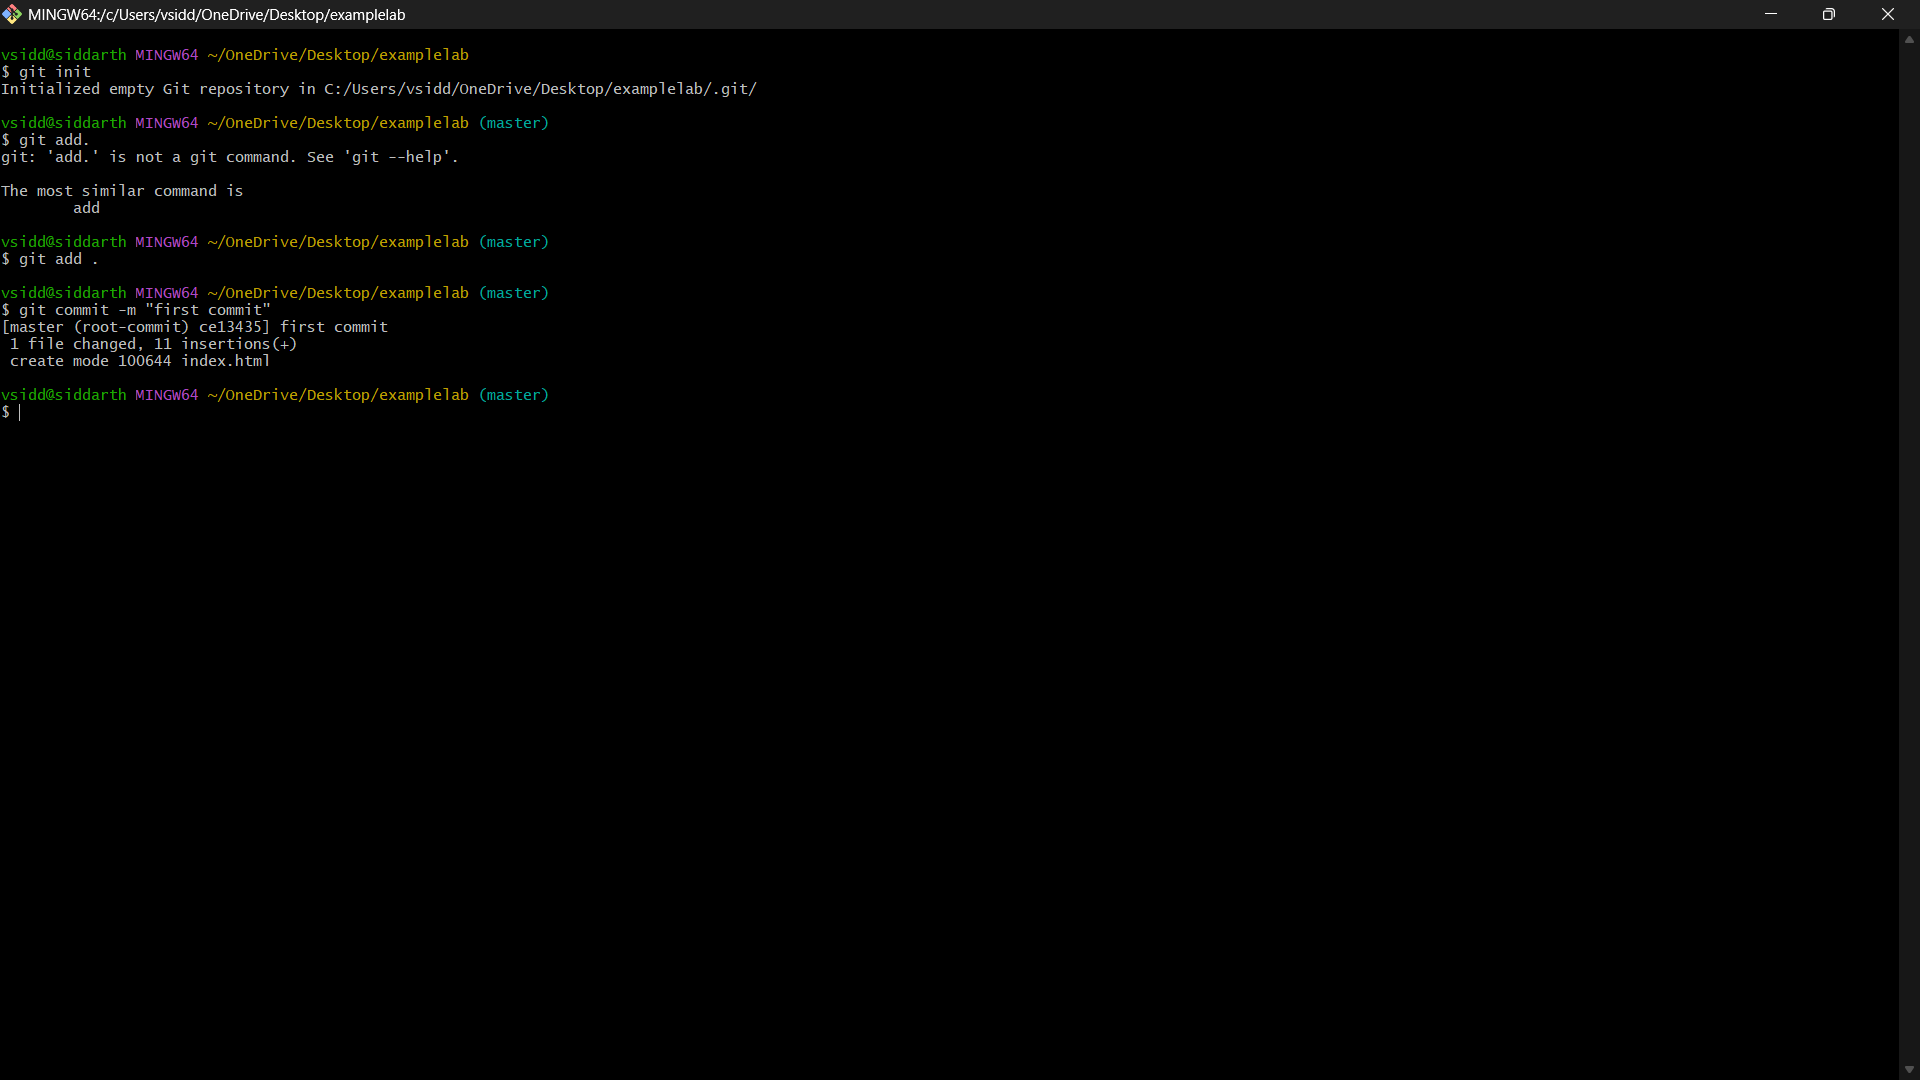 MINGW64:/c/Users/vsidd/OneDrive/Desktop/examplelab
vsidd@siddarth MINGW64 ~/OneDrive/Desktop/examplelab
$ git init
Initialized empty Git repository in C:/Users/vsidd/OneDrive/Desktop/examplelab/.git/
vsidd@siddarth MINGW64 ~/OneDrive/Desktop/examplelab (master)
$ git add.
git: 'add.' is not a git command. See 'git --help'.
The most similar command is
add
vsidd@siddarth MINGW64 ~/OneDrive/Desktop/examplelab (master)
$ git add .
vsidd@siddarth MINGW64 ~/OneDrive/Desktop/examplelab (master)
$ git commit -m "first commit"
[master (root-commit) ce13435] first commit
1 file changed, 11 insertions(+)
create mode 100644 index.html
vsidd@siddarth MINGW64 ~/OneDrive/Desktop/examplelab (master)
$